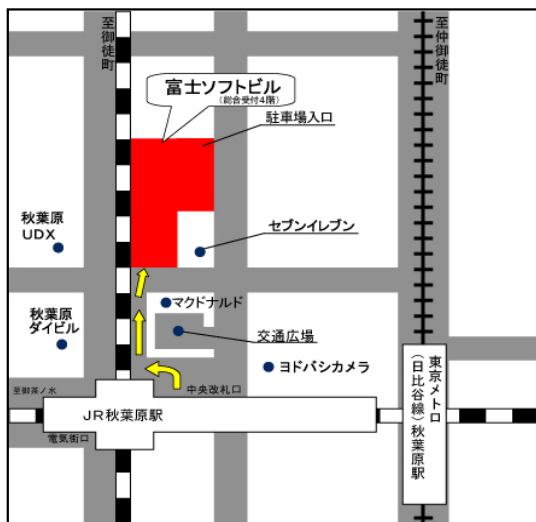 至御徒町
至仲御徒町
富士ソフトビル
(総合受付4階)
駐車場入口
秋葉原
UDX
セブンイレブン
マクドナルド
秋葉原
ダイビル
交通広場
ヨドバシカメラ
至御茶ノ水
中央改札口
JR秋葉原駅
電気街口
東京メトロ
(日比谷線)秋葉原駅